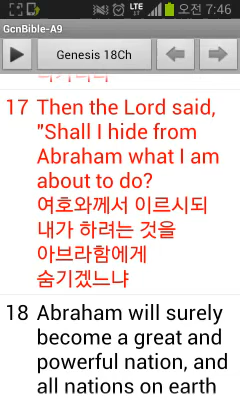 LTE
오후 7:46
GcnBible-A9
Genesis 18Ch
17 Then the Lord said,
"Shall I hide from
Abraham what I am
about to do?
여호와께서 이르시되
내가 하려는 것을
아브라함에게
숨기겠느냐
18 Abraham will surely
become a great and
powerful nation, and
all nations on earth